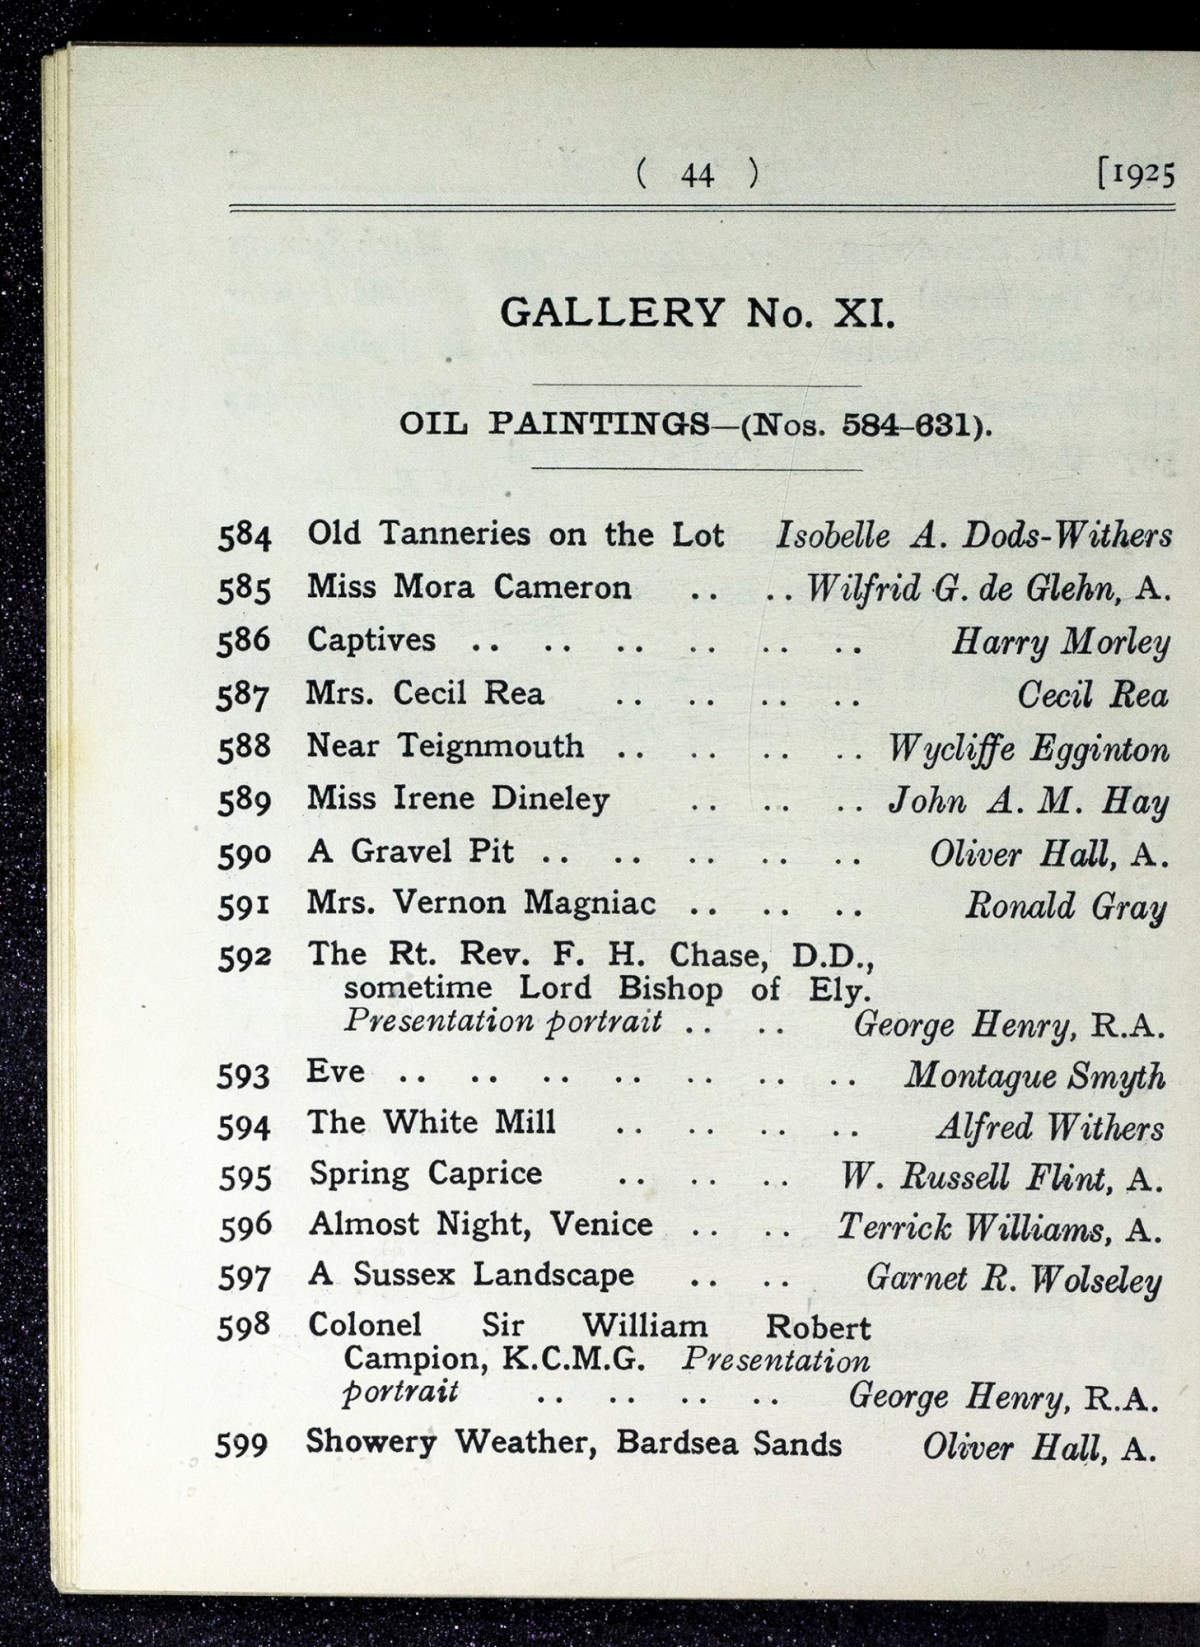 ( 44 ) [1925
GALLERY No. XI.
OIL PAINTINGS—(Nos. 584-631).
584 Old Tanneries on the Lot Isobelle A. Dods-Withers
585 Miss Mora Cameron .. .. Wilfrid G. de Glehn, A.
586 Captives .. .. .. .. .. .. Harry Morley
587 Mrs. Cecil Rea .. .. .. .. Cecil Rea
588 Near Teignmouth .. .. .. .. Wycliffe Egginton
589 Miss Irene Dineley .. .. .. John A. M. Hay
590 A Gravel Pit .. .. .. .. .. Oliver Hall, A.
591 Mrs. Vernon Magniac .. .. .. Ronald Gray
592 The Rt. Rev. F. H. Chase, D.D.,
sometime Lord Bishop of Ely.
Presentation portrait .. .. George Henry, R.A.
593 Eve .. .. .. .. .. .. .. Montague Smyth
594 The White Mill .. .. .. .. Alfred Withers
595 Spring Caprice .. .. .. W. Russell Flint, A.
596 Almost Night, Venice .. .. Terrick Williams, A.
597 A Sussex Landscape .. .. Garnet R. Wolseley
598 Colonel Sir William Robert
Campion, K.C.M.G. Presentation
portrait .. .. .. .. George Henry, R.A.
599 Showery Weather, Bardsea Sands Oliver Hall, A.